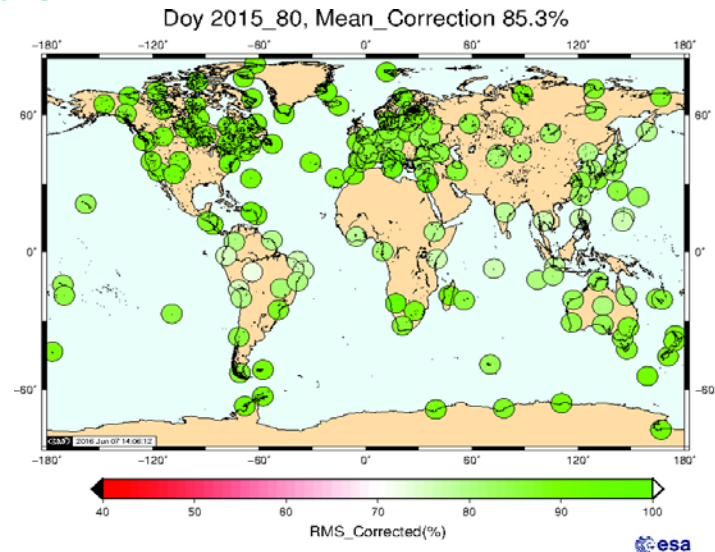 Doy 2015_80, Mean_Correction 85.3%
-180° -120° -60° 0° 60° 120° 180°
60° 60°
0° 0°
-60° -60°
2016 Jun 07 14:06:12
-180° -120° -60° 0° 60° 120° 180°
40 50 60 70 80 90 100
RMS_Corrected(%)
esa